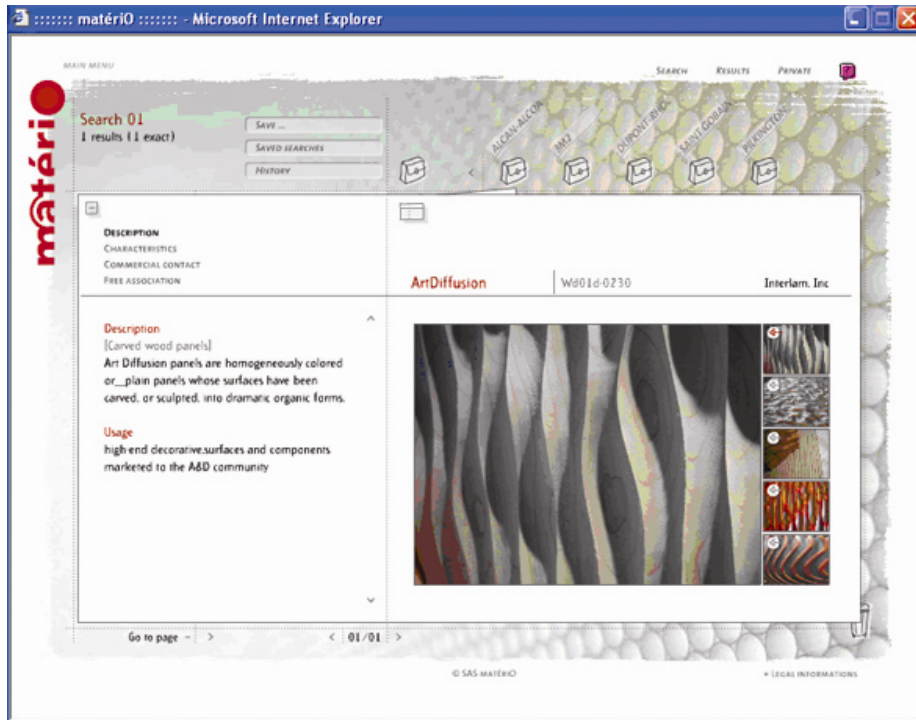 ::::::: matériO ::::::: - Microsoft Internet Explorer
MAIN MENU
SEARCH RESULTS PRIVATE
matériO
Search 01
1 results (1 exact)
SAVE ...
SAVED SEARCHES
HISTORY
ALCAN-ALCOA
3M2
DUPONT-RHOI
SAINT GOBAIN
PILKINGTON
DESCRIPTION
CHARACTERISTICS
COMMERCIAL CONTACT
FREE ASSOCIATION
ArtDiffusion
Wd01d-0230
Interlam. Inc
Description
[Carved wood panels]
Art Diffusion panels are homogeneously colored
or__plain panels whose surfaces have been
carved, or sculpted, into dramatic organic forms.
Usage
high-end decorative.surfaces and components
marketed to the A&D community
Go to page - >
< 01/01 >
© SAS MATÉRIO
+ LEGAL INFORMATIONS